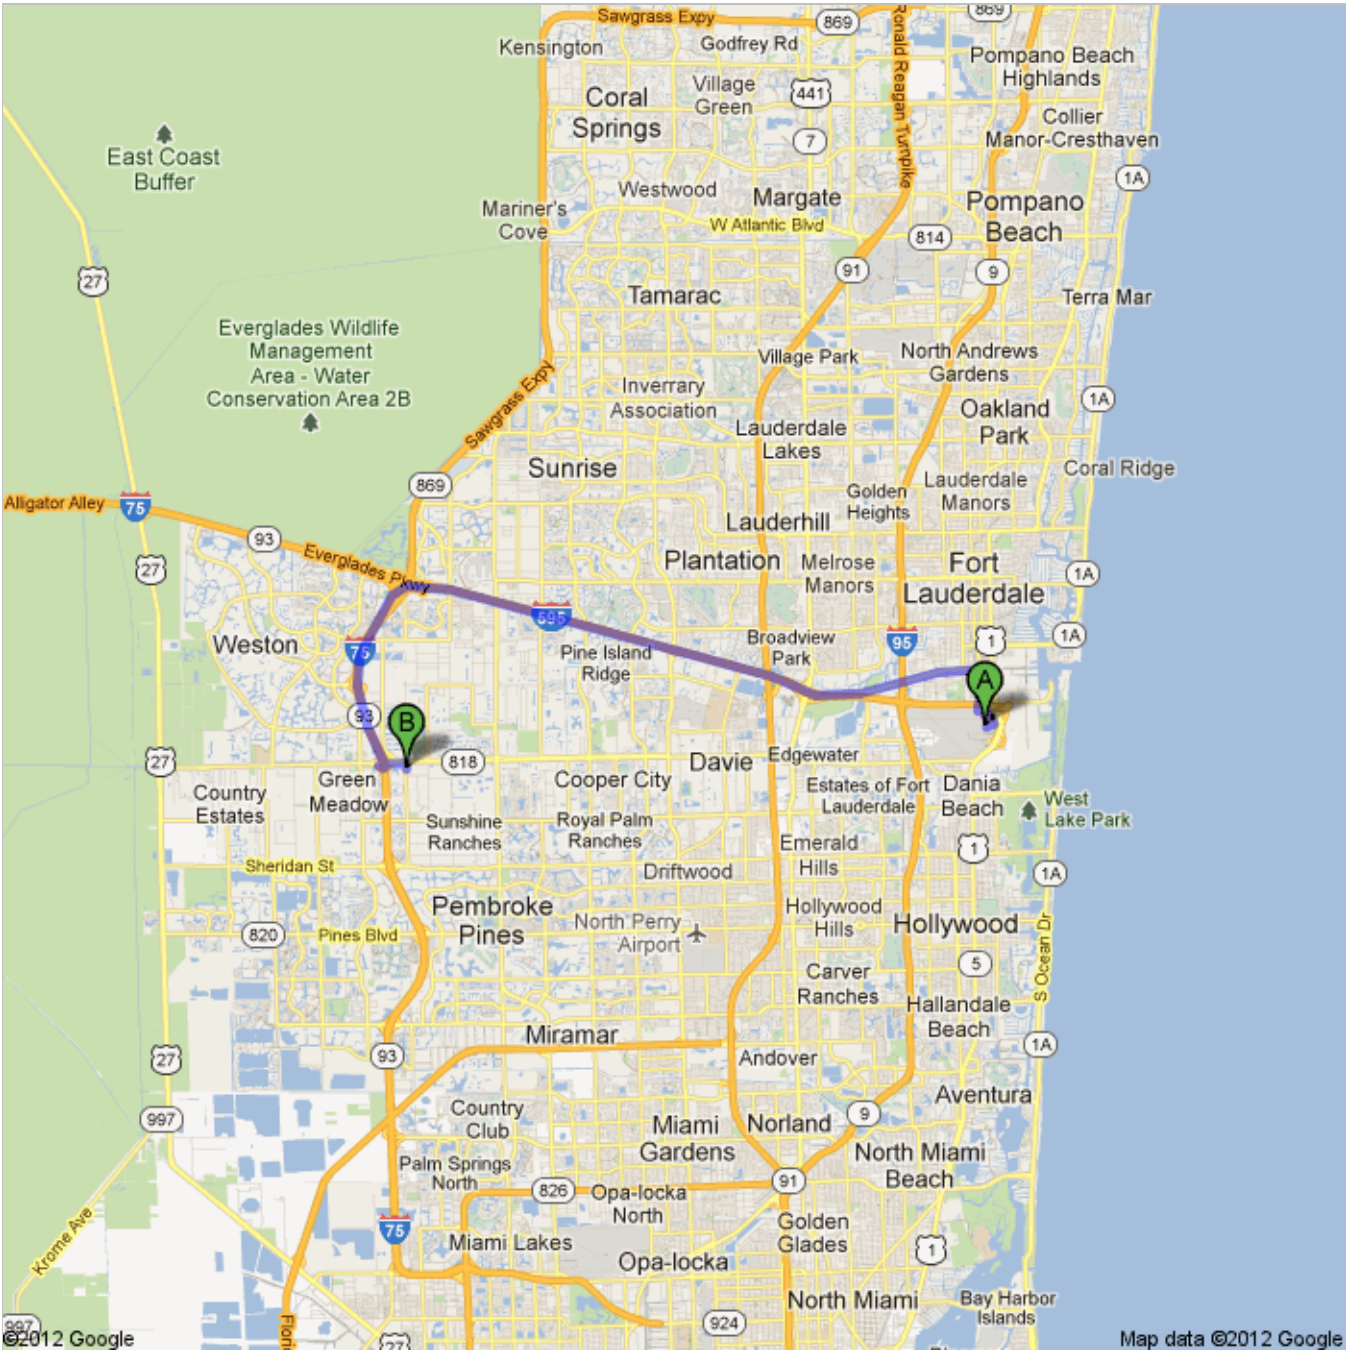 Sawgrass Expy
869
869
Kensington
Godfrey Rd
Ronald Reagan Turnpike
Pompano Beach
Highlands
Village
Green
441
Coral
Springs
Collier
Manor-Cresthaven
7
East Coast
Buffer
1A
Westwood
Margate
Mariner's
Cove
Pompano
Beach
W Atlantic Blvd
814
27
91
9
Tamarac
Terra Mar
Everglades Wildlife
Management
Area - Water
Conservation Area 2B
Village Park
North Andrews
Gardens
Sawgrass Expy
Inverrary
Association
1A
Oakland
Park
Lauderdale
Lakes
Sunrise
Coral Ridge
869
Golden
Heights
Lauderdale
Manors
Alligator Alley
75
Lauderhill
93
Everglades Pkwy
Plantation
Melrose
Manors
Fort
Lauderdale
27
1A
595
Weston
75
Broadview
Park
95
1
1A
Pine Island
Ridge
A
93
B
27
818
Davie
Edgewater
Green
Meadow
Cooper City
Estates of Fort
Lauderdale
Dania
Beach
West
Lake Park
Country
Estates
Sunshine
Ranches
Royal Palm
Ranches
Emerald
Hills
1
Sheridan St
Driftwood
1A
Pembroke
Pines
North Perry
Airport
Hollywood
Hills
Hollywood
820
Pines Blvd
S Ocean Dr
5
Carver
Ranches
Hallandale
Beach
Miramar
1A
27
93
Andover
Aventura
997
Country
Club
Miami
Gardens
Norland
9
North Miami
Beach
Palm Springs
North
826
Opa-locka
North
91
Krome Ave
75
Miami Lakes
Golden
Glades
1
Opa-locka
North Miami
Bay Harbor
Islands
997
924
27
©2012 Google
Map data ©2012 Google